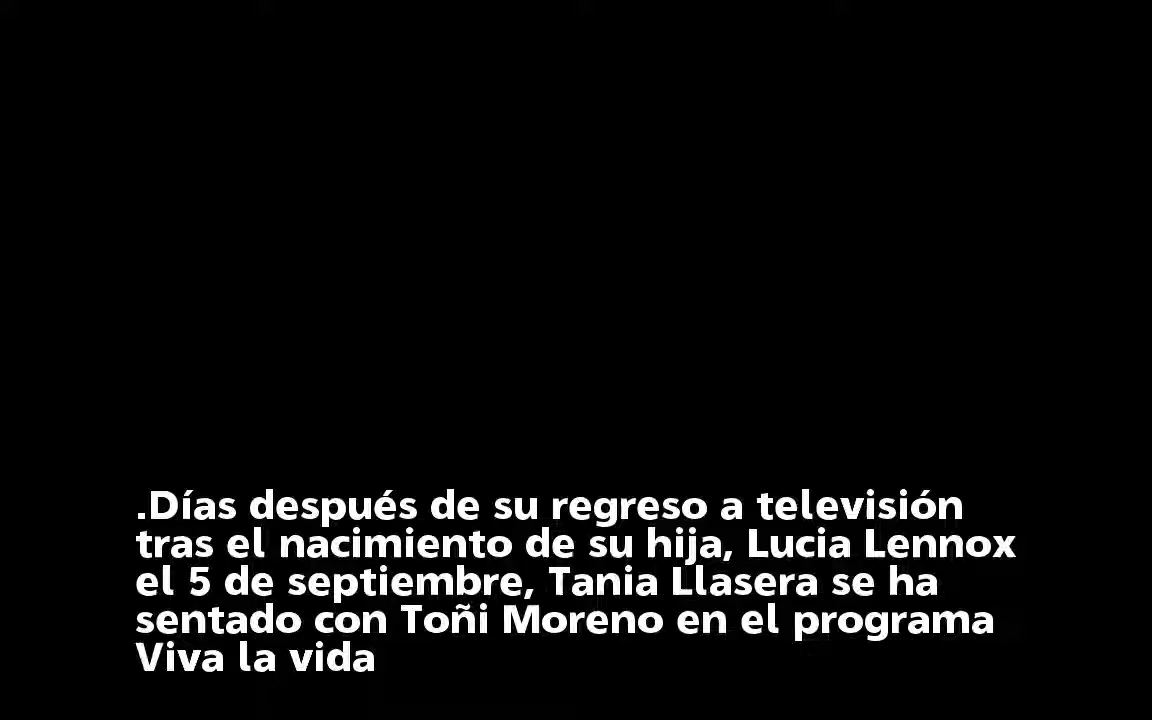 .Días después de su regreso a televisión
tras el nacimiento de su hija, Lucia Lennox
el 5 de septiembre, Tania Llasera se ha
sentado con Toñi Moreno en el programa
Viva la vida